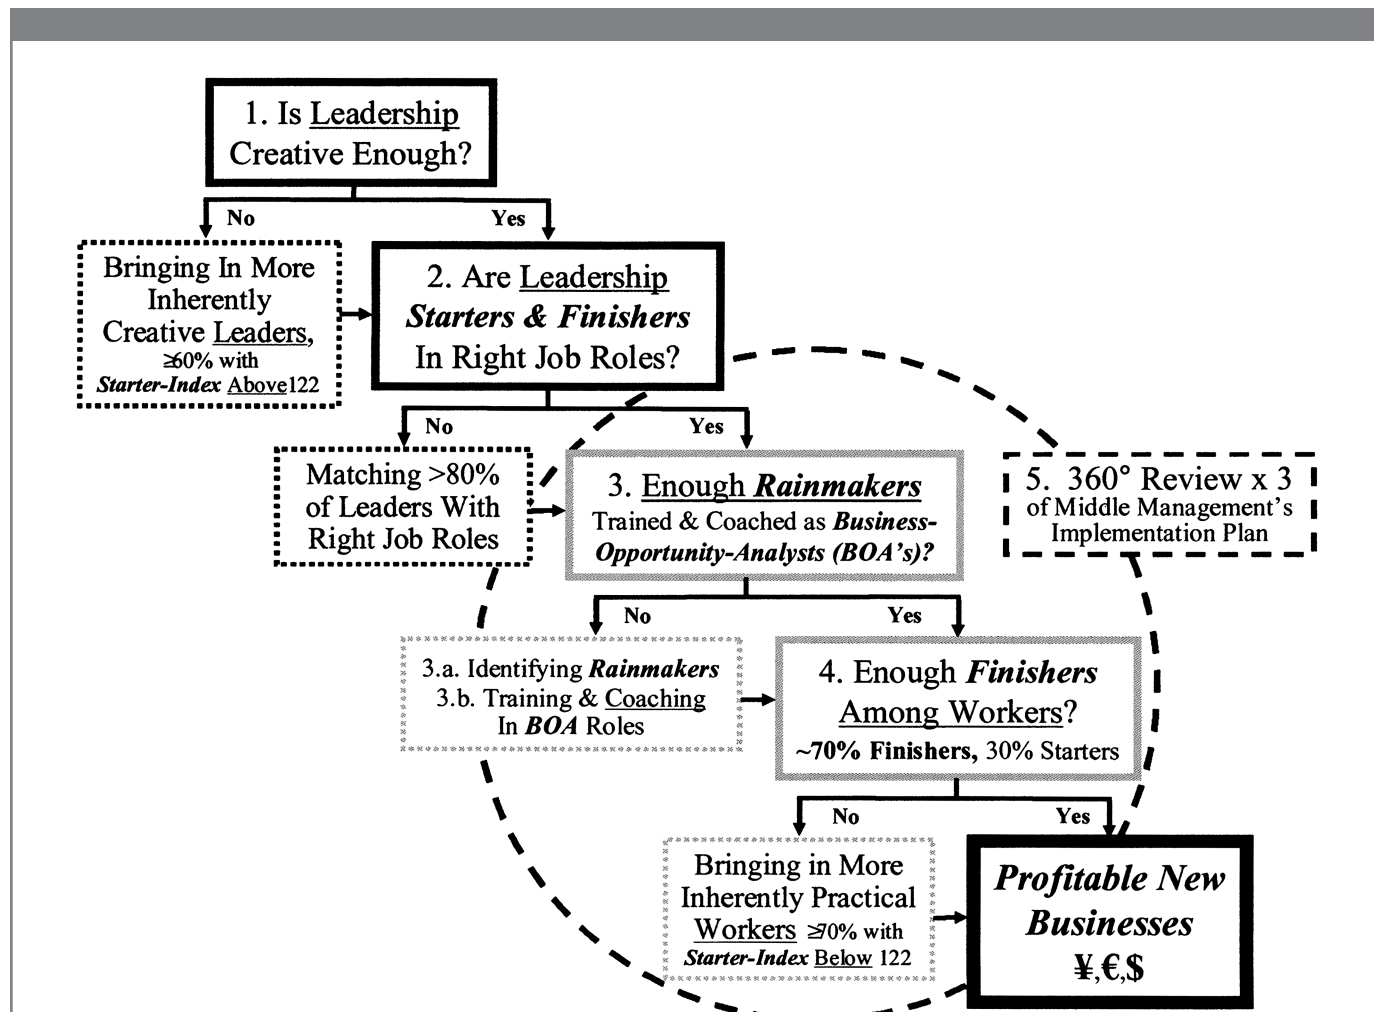 1. Is Leadership
Creative Enough?
No
Yes
Bringing In More
Inherently
Creative Leaders,
≥60% with
Starter-Index Above122
2. Are Leadership
Starters & Finishers
In Right Job Roles?
No
Yes
Matching >80%
of Leaders With
Right Job Roles
3. Enough Rainmakers
Trained & Coached as Business-
Opportunity-Analysts (BOA's)?
5. 360° Review x 3
of Middle Management's
Implementation Plan
No
Yes
3.a. Identifying Rainmakers
3.b. Training & Coaching
In BOA Roles
4. Enough Finishers
Among Workers?
~70% Finishers, 30% Starters
No
Yes
Bringing in More
Inherently Practical
Workers ≥70% with
Starter-Index Below 122
Profitable New
Businesses
¥,€,$